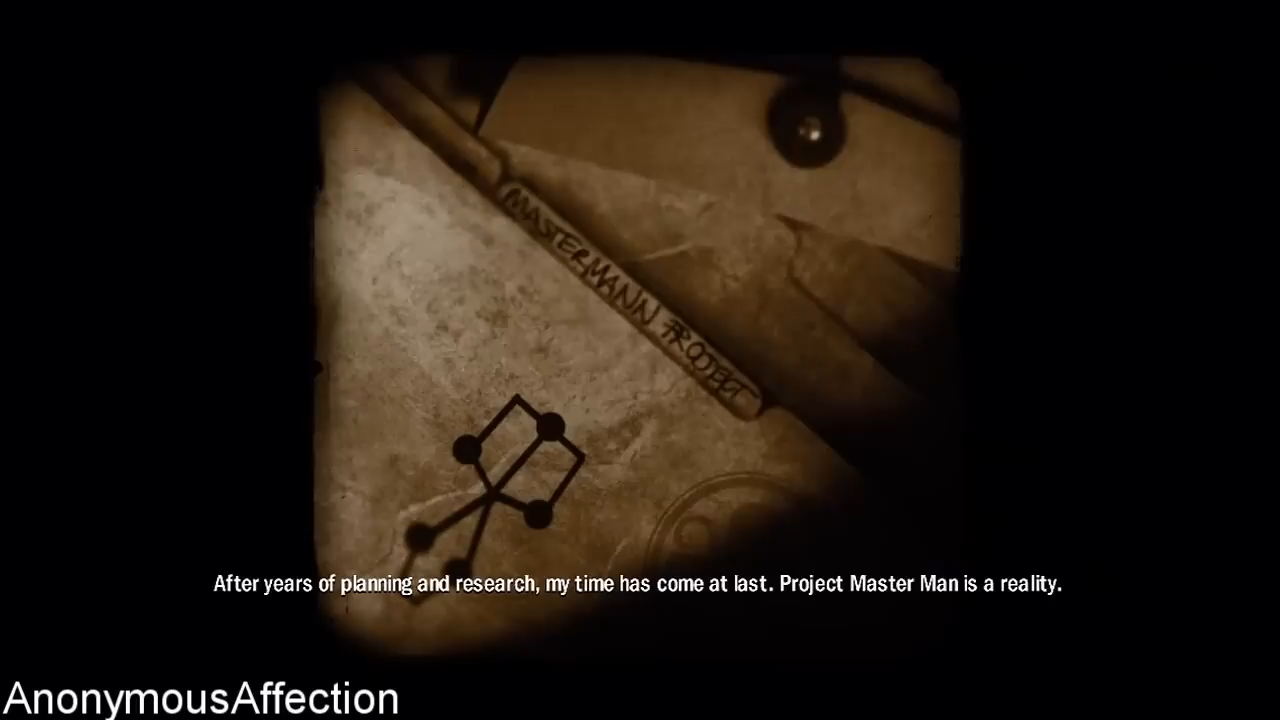 MASTERMANN PROJECT
After years of planning and research, my time has come at last. Project Master Man is a reality.
AnonymousAffection